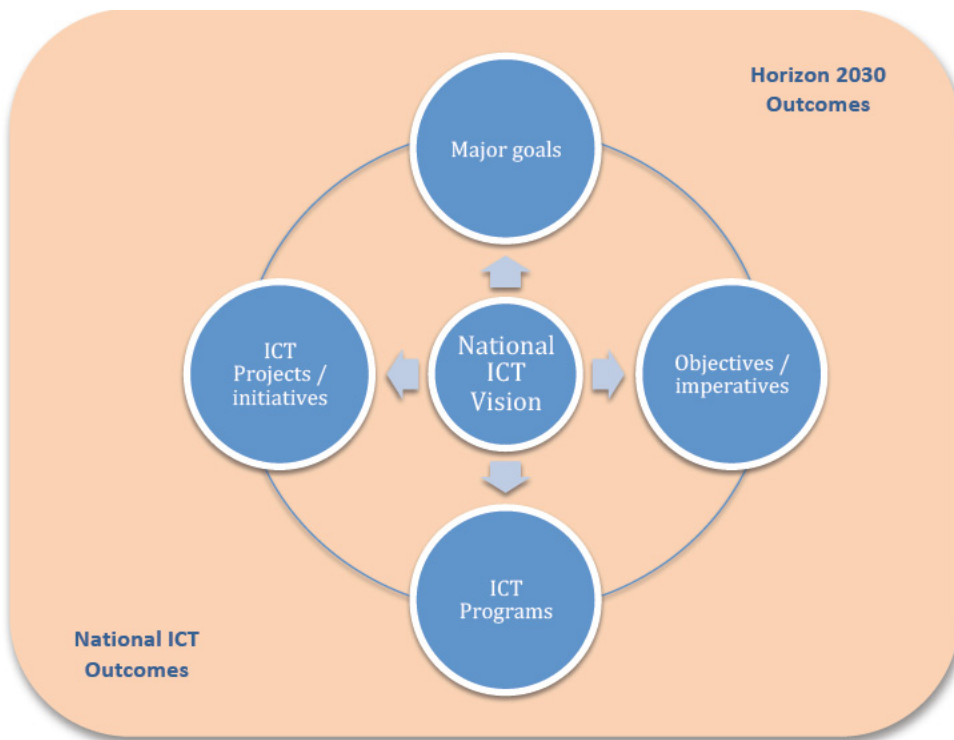 Horizon 2030
Outcomes
Major goals
ICT
Projects /
initiatives
National
ICT
Vision
Objectives /
imperatives
ICT
Programs
National ICT
Outcomes